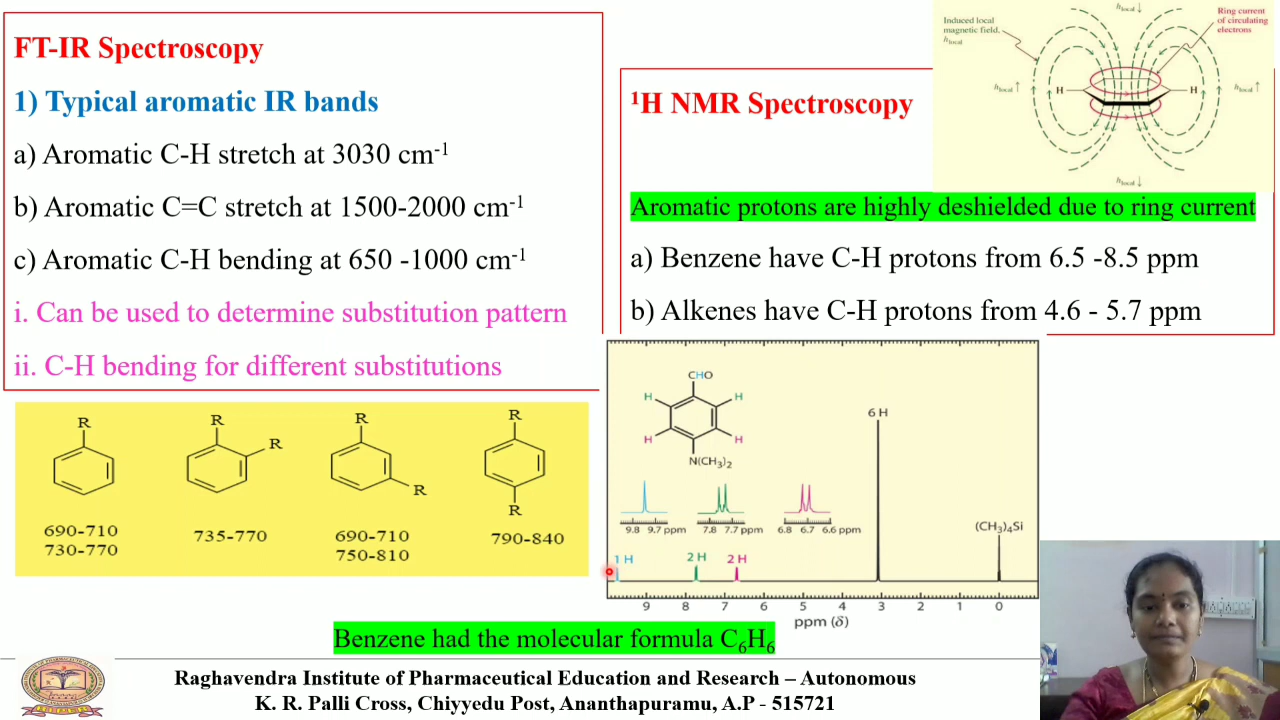 FT-IR Spectroscopy
1) Typical aromatic IR bands
a) Aromatic C-H stretch at 3030 cm⁻¹
b) Aromatic C=C stretch at 1500-2000 cm⁻¹
c) Aromatic C-H bending at 650 -1000 cm⁻¹
i. Can be used to determine substitution pattern
ii. C-H bending for different substitutions
R
R
R
R
R
R
R
690-710
730-770
735-770
690-710
750-810
790-840
Induced local
magnetic field,
h local
h local ↓
Ring current
of circulating
electrons
h local ↑
H
H
h local ↑
h local ↓
¹H NMR Spectroscopy
Aromatic protons are highly deshielded due to ring current
a) Benzene have C-H protons from 6.5 -8.5 ppm
b) Alkenes have C-H protons from 4.6 - 5.7 ppm
CHO
H
H
H
H
N(CH₃)₂
6 H
9.8 9.7 ppm
7.8 7.7 ppm
6.8 6.7 6.6 ppm
(CH₃)₄Si
1 H
2 H
2 H
9 8 7 6 5 4 3 2 1 0
ppm (δ)
Benzene had the molecular formula C₆H₆
Raghavendra Institute of Pharmaceutical Education and Research – Autonomous
K. R. Palli Cross, Chiyyedu Post, Ananthapuramu, A.P - 515721